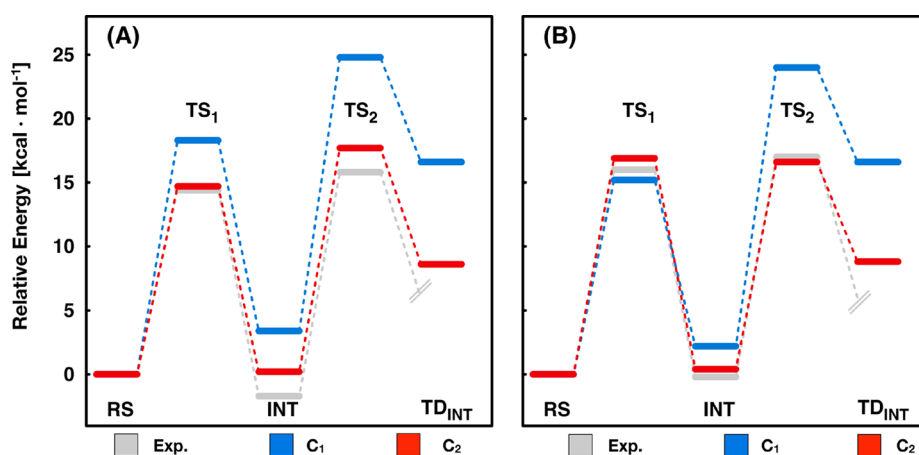 (A)
(B)
Relative Energy [kcal · mol⁻¹]
25
20
15
10
5
0
TS₁
TS₂
RS
INT
TD_INT
TS₁
TS₂
RS
INT
TD_INT
Exp.
C₁
C₂
Exp.
C₁
C₂